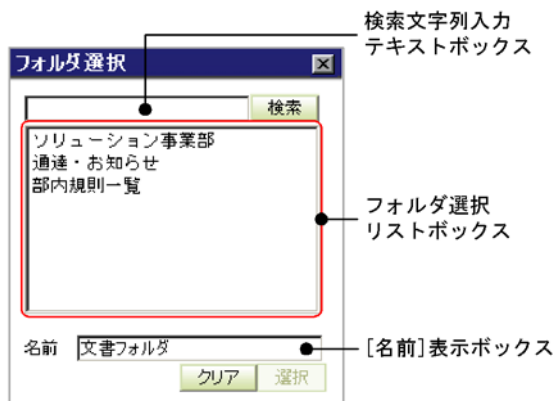 検索文字列入力
テキストボックス
フォルダ選択
検索
ソリューション事業部
通達・お知らせ
部内規則一覧
フォルダ選択
リストボックス
名前 文書フォルダ
[名前]表示ボックス
クリア 選択